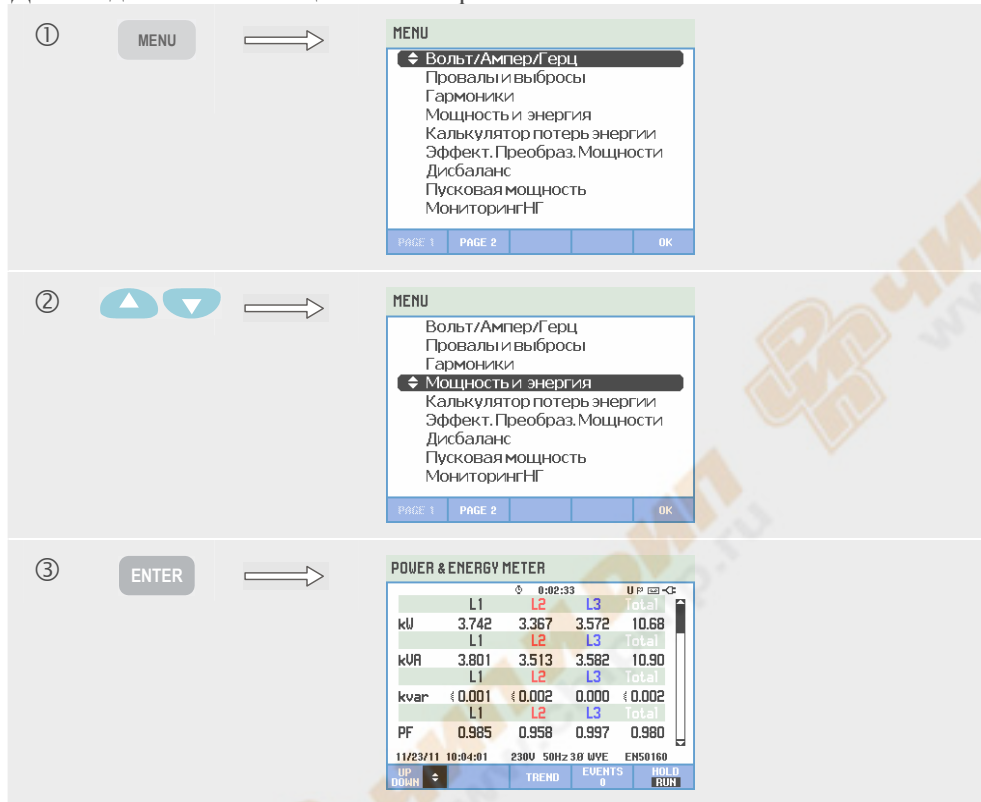 ①
MENU
MENU
Вольт/Ампер/Герц
Провалы и выбросы
Гармоники
Мощность и энергия
Калькулятор потерь энергии
Эффект. Преобраз. Мощности
Дисбаланс
Пусковая мощность
МониторингНГ
PAGE 1 PAGE 2 OK
②
MENU
Вольт/Ампер/Герц
Провалы и выбросы
Гармоники
Мощность и энергия
Калькулятор потерь энергии
Эффект. Преобраз. Мощности
Дисбаланс
Пусковая мощность
МониторингНГ
PAGE 1 PAGE 2 OK
③
ENTER
POWER & ENERGY METER
0:02:33 U
L1 L2 L3 Total
kW 3.742 3.367 3.572 10.68
L1 L2 L3 Total
kVA 3.801 3.513 3.582 10.90
L1 L2 L3 Total
kvar 0.001 0.002 0.000 0.002
L1 L2 L3 Total
PF 0.985 0.958 0.997 0.980
11/23/11 10:04:01 230V 50Hz 3Ø WYE EN50160
UP DOWN TREND EVENTS 0 HOLD RUN